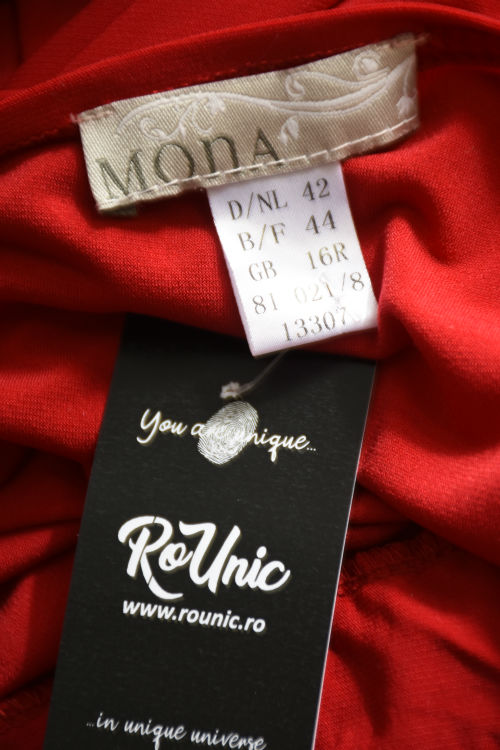 MONA
D/NL 42
B/F 44
GB 16R
81 021/8
13307
You are unique...
RoUnic
www.rounic.ro
...in unique universe